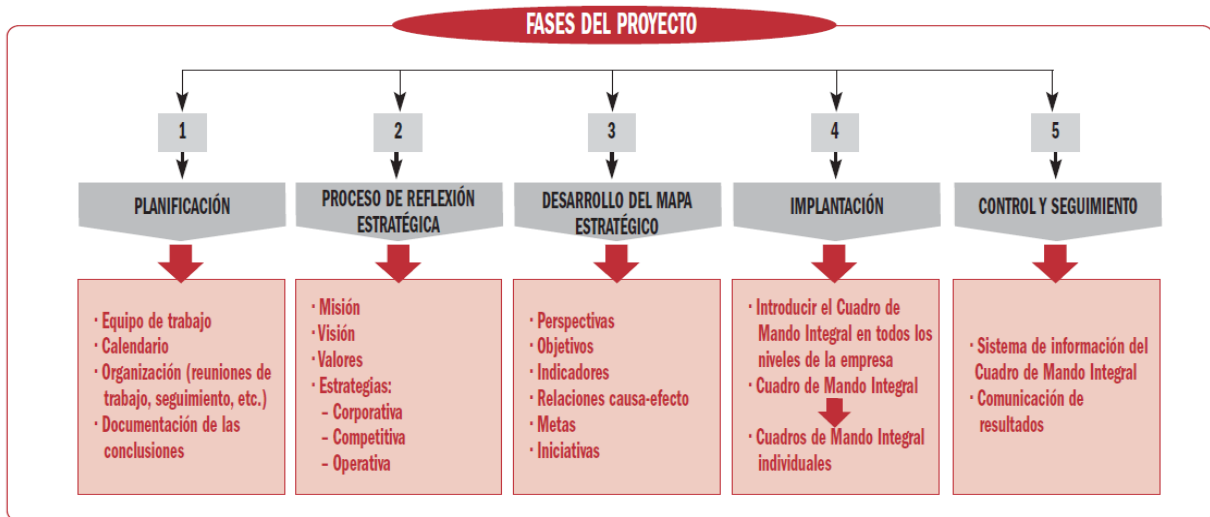 FASES DEL PROYECTO
1
PLANIFICACIÓN
· Equipo de trabajo
· Calendario
· Organización (reuniones de
trabajo, seguimiento, etc.)
· Documentación de las
conclusiones
2
PROCESO DE REFLEXIÓN
ESTRATÉGICA
· Misión
· Visión
· Valores
· Estrategias:
– Corporativa
– Competitiva
– Operativa
3
DESARROLLO DEL MAPA
ESTRATÉGICO
· Perspectivas
· Objetivos
· Indicadores
· Relaciones causa-efecto
· Metas
· Iniciativas
4
IMPLANTACIÓN
· Introducir el Cuadro de
Mando Integral en todos los
niveles de la empresa
· Cuadro de Mando Integral
· Cuadros de Mando Integral
individuales
5
CONTROL Y SEGUIMIENTO
· Sistema de información del
Cuadro de Mando Integral
· Comunicación de
resultados